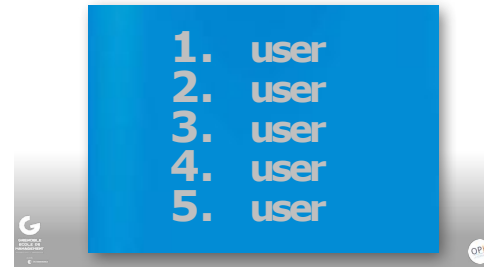 1. user
2. user
3. user
4. user
5. user
GRENOBLE
ECOLE DE
MANAGEMENT